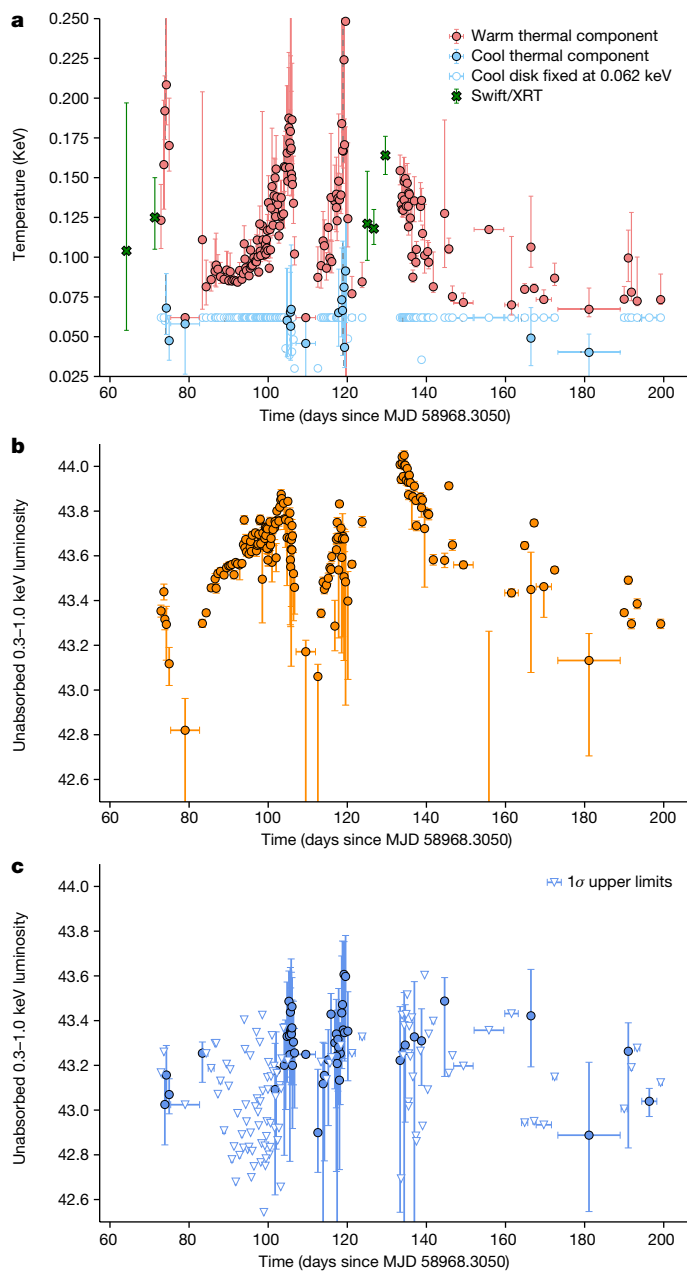 a
0.250
0.225
0.200
0.175
0.150
0.125
0.100
0.075
0.050
0.025
Temperature (KeV)
Warm thermal component
Cool thermal component
Cool disk fixed at 0.062 keV
Swift/XRT
60 80 100 120 140 160 180 200
Time (days since MJD 58968.3050)
b
44.0
43.8
43.6
43.4
43.2
43.0
42.8
42.6
Unabsorbed 0.3–1.0 keV luminosity
60 80 100 120 140 160 180 200
Time (days since MJD 58968.3050)
c
44.0
43.8
43.6
43.4
43.2
43.0
42.8
42.6
Unabsorbed 0.3–1.0 keV luminosity
1σ upper limits
60 80 100 120 140 160 180 200
Time (days since MJD 58968.3050)